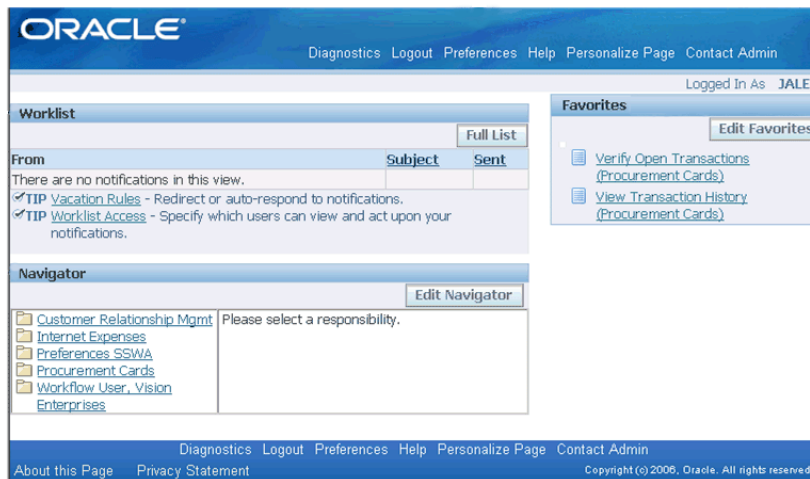 ORACLE®
Diagnostics Logout Preferences Help Personalize Page Contact Admin
Logged In As JALE
Worklist
Full List
From Subject Sent
There are no notifications in this view.
TIP Vacation Rules - Redirect or auto-respond to notifications.
TIP Worklist Access - Specify which users can view and act upon your
notifications.
Favorites
Edit Favorites
Verify Open Transactions
(Procurement Cards)
View Transaction History
(Procurement Cards)
Navigator
Edit Navigator
Customer Relationship Mgmt
Internet Expenses
Preferences SSWA
Procurement Cards
Workflow User, Vision
Enterprises
Please select a responsibility.
Diagnostics Logout Preferences Help Personalize Page Contact Admin
About this Page Privacy Statement Copyright (c) 2006, Oracle. All rights reserved